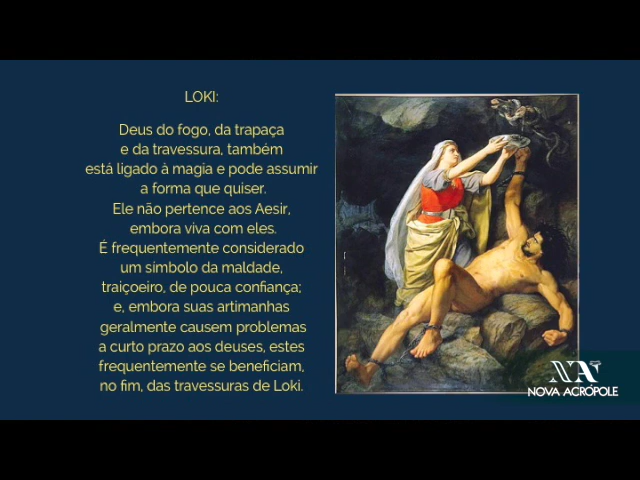 LOKI:
Deus do fogo, da trapaça
e da travessura, também
está ligado à magia e pode assumir
a forma que quiser.
Ele não pertence aos Aesir,
embora viva com eles.
É frequentemente considerado
um simbolo da maldade,
traiçoeiro, de pouca confiança;
e, embora suas artimanhas
geralmente causem problemas
a curto prazo aos deuses, estes
frequentemente se beneficiam,
no fim, das travessuras de Loki.
NA
NOVA ACRÓPOLE